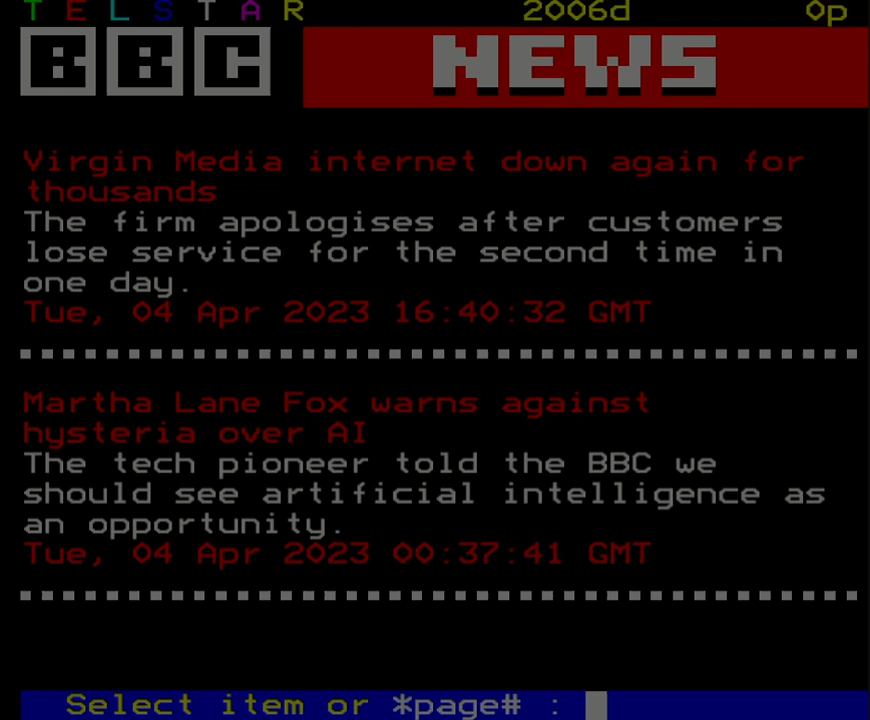 TELSTAR 2006d 0p
BBC NEWS
Virgin Media internet down again for
thousands
The firm apologises after customers
lose service for the second time in
one day.
Tue, 04 Apr 2023 16:40:32 GMT
Martha Lane Fox warns against
hysteria over AI
The tech pioneer told the BBC we
should see artificial intelligence as
an opportunity.
Tue, 04 Apr 2023 00:37:41 GMT
Select item or *page# :